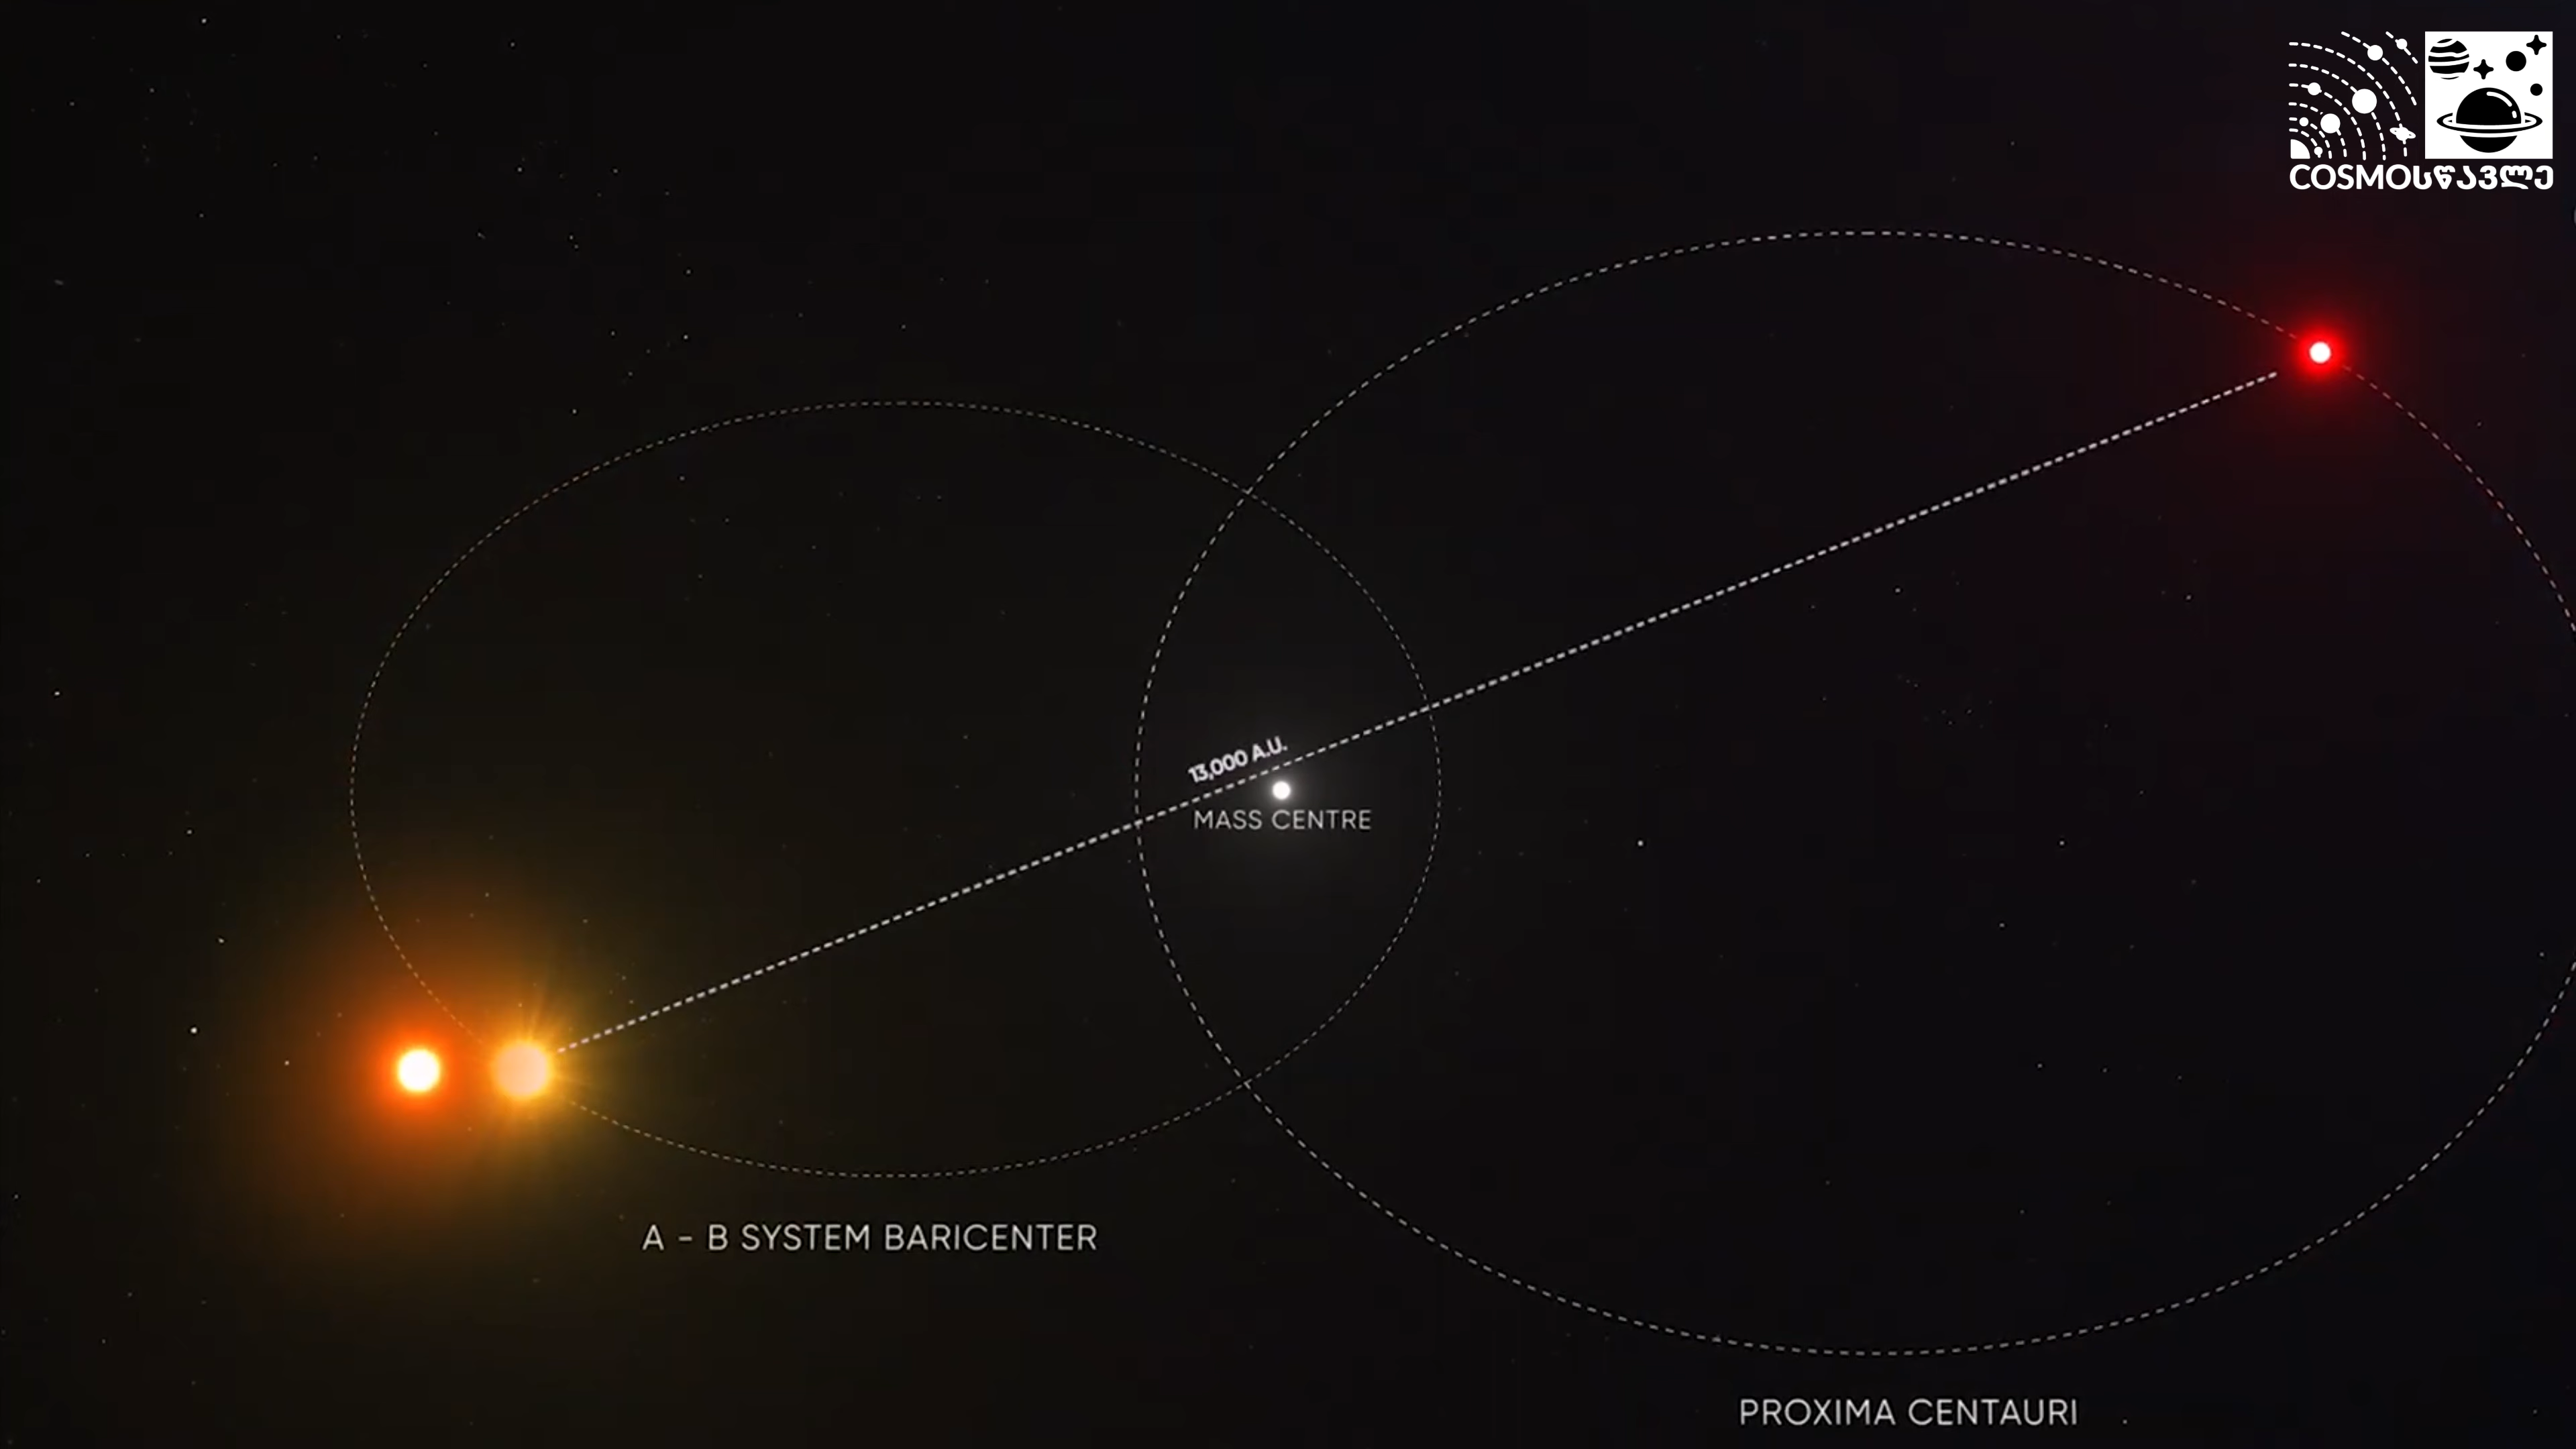 COSMOსწავლე
13,000 A.U.
MASS CENTRE
A - B SYSTEM BARICENTER
PROXIMA CENTAURI